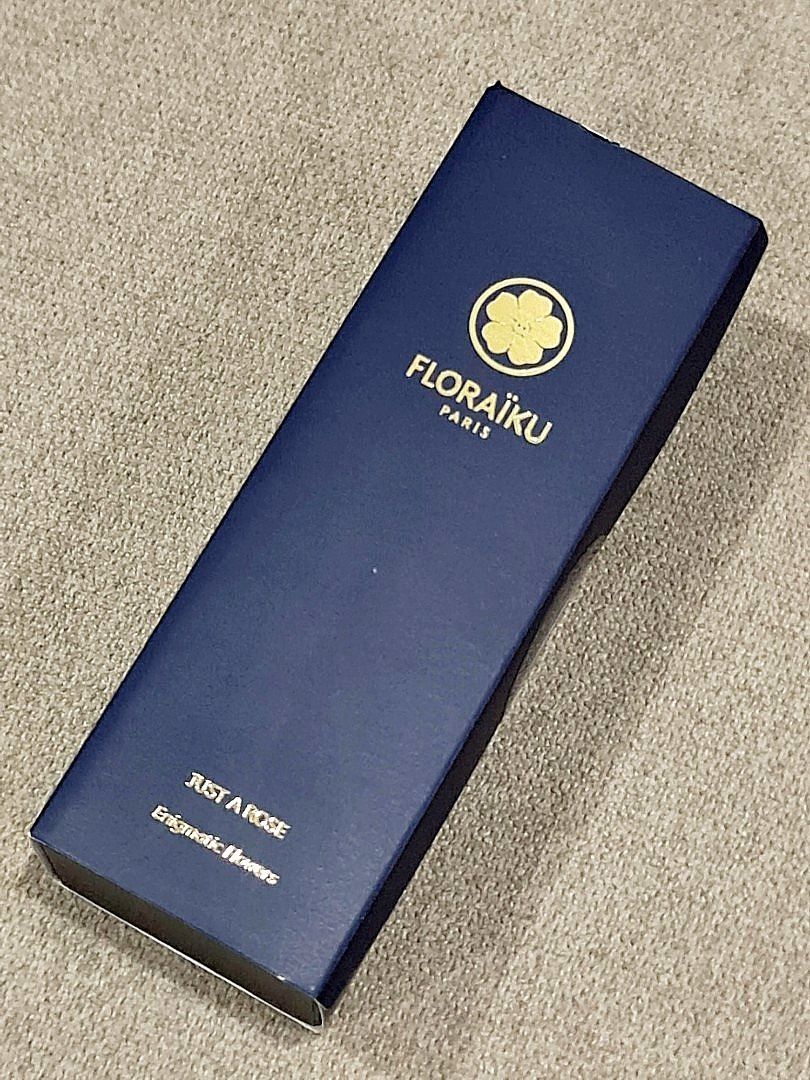 FLORAÏKU
PARIS
JUST A ROSE
Enigmatic Flowers